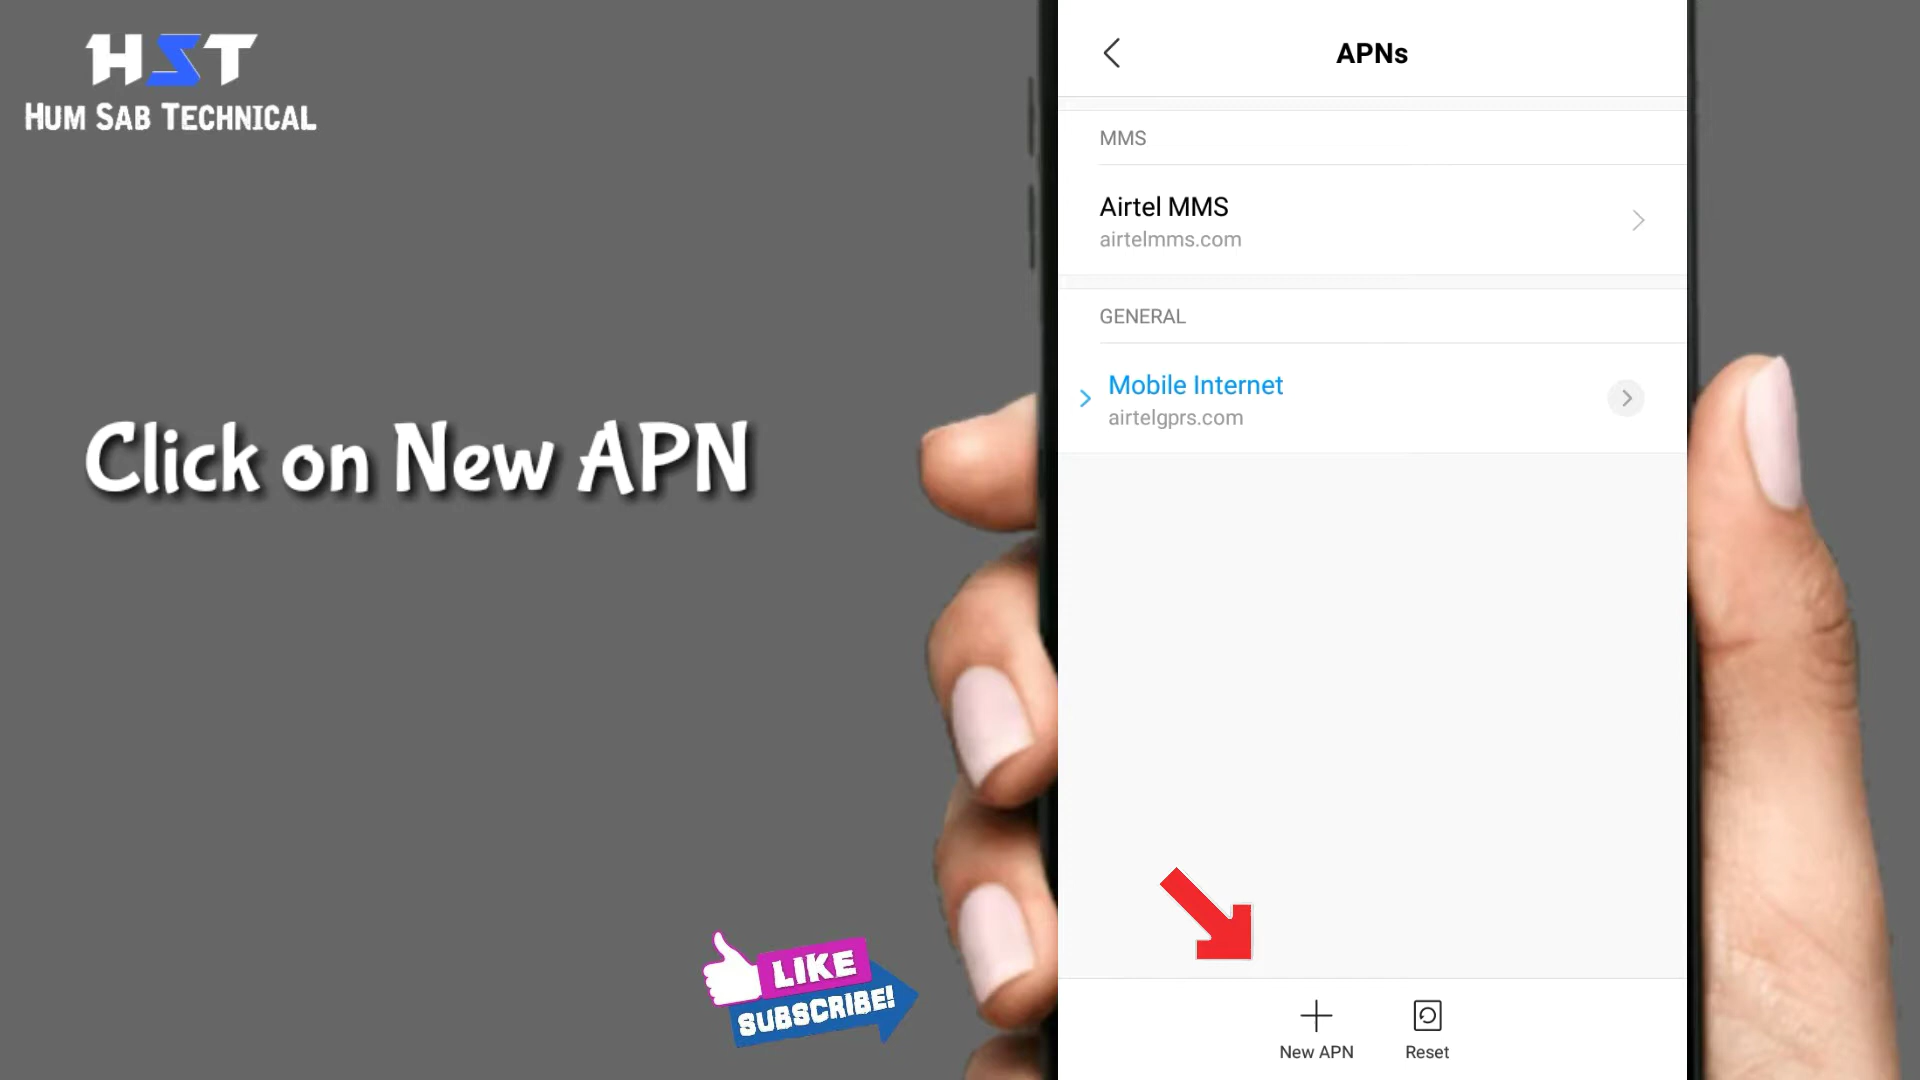 HST
HUM SAB TECHNICAL
Click on New APN
LIKE
SUBSCRIBE!
APNs
MMS
Airtel MMS
airtelmms.com
GENERAL
Mobile Internet
airtelgprs.com
New APN
Reset